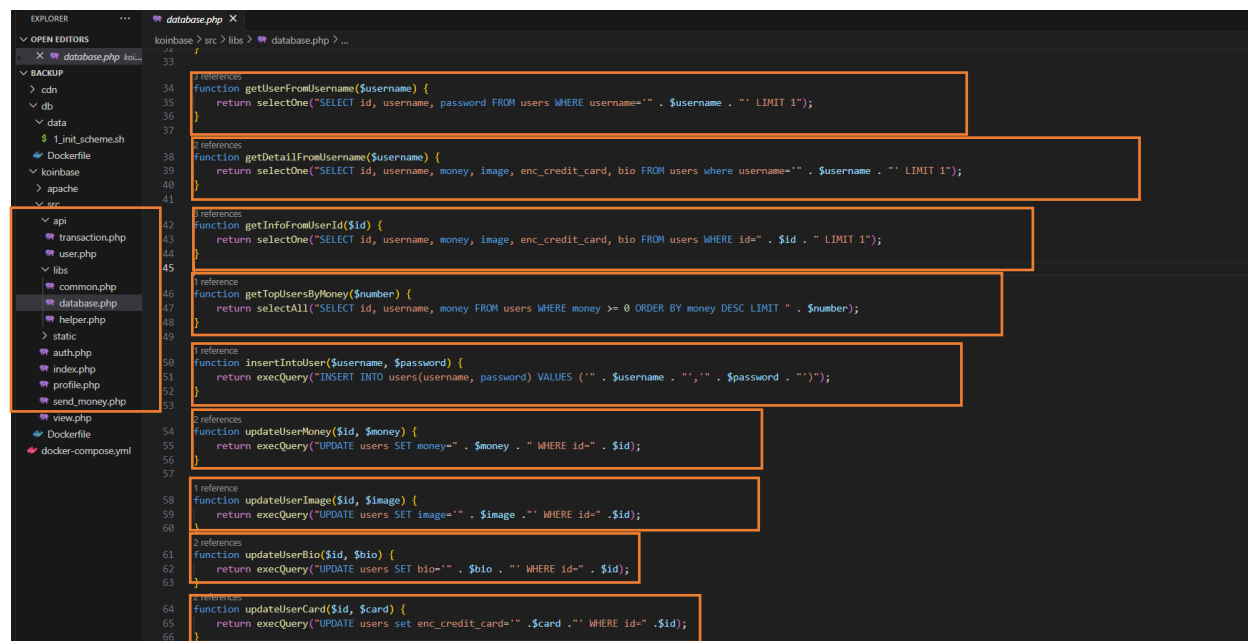 EXPLORER ...
OPEN EDITORS
database.php koi...
BACKUP
cdn
db
data
$ 1_init_scheme.sh
Dockerfile
koinbase
apache
src
api
transaction.php
user.php
libs
common.php
database.php
helper.php
static
auth.php
index.php
profile.php
send_money.php
view.php
Dockerfile
docker-compose.yml
database.php
koinbase > src > libs > database.php > ...
32 }
33
3 references
34 function getUserFromUsername($username) {
35 return selectOne("SELECT id, username, password FROM users WHERE username='" . $username . "' LIMIT 1");
36 }
37
2 references
38 function getDetailFromUsername($username) {
39 return selectOne("SELECT id, username, money, image, enc_credit_card, bio FROM users where username='" . $username . "' LIMIT 1");
40 }
41
3 references
42 function getInfoFromUserId($id) {
43 return selectOne("SELECT id, username, money, image, enc_credit_card, bio FROM users WHERE id=" . $id . " LIMIT 1");
44 }
45
1 reference
46 function getTopUsersByMoney($number) {
47 return selectAll("SELECT id, username, money FROM users WHERE money >= 0 ORDER BY money DESC LIMIT " . $number);
48 }
49
1 reference
50 function insertIntoUser($username, $password) {
51 return execQuery("INSERT INTO users(username, password) VALUES ('" . $username . "','" . $password . "')");
52 }
53
2 references
54 function updateUserMoney($id, $money) {
55 return execQuery("UPDATE users SET money=" . $money . " WHERE id=" . $id);
56 }
57
1 reference
58 function updateUserImage($id, $image) {
59 return execQuery("UPDATE users SET image='" . $image ."' WHERE id=" .$id);
60 }
2 references
61 function updateUserBio($id, $bio) {
62 return execQuery("UPDATE users SET bio='" . $bio . "' WHERE id=" . $id);
63 }
2 references
64 function updateUserCard($id, $card) {
65 return execQuery("UPDATE users set enc_credit_card='" .$card ."' WHERE id=" .$id);
66 }